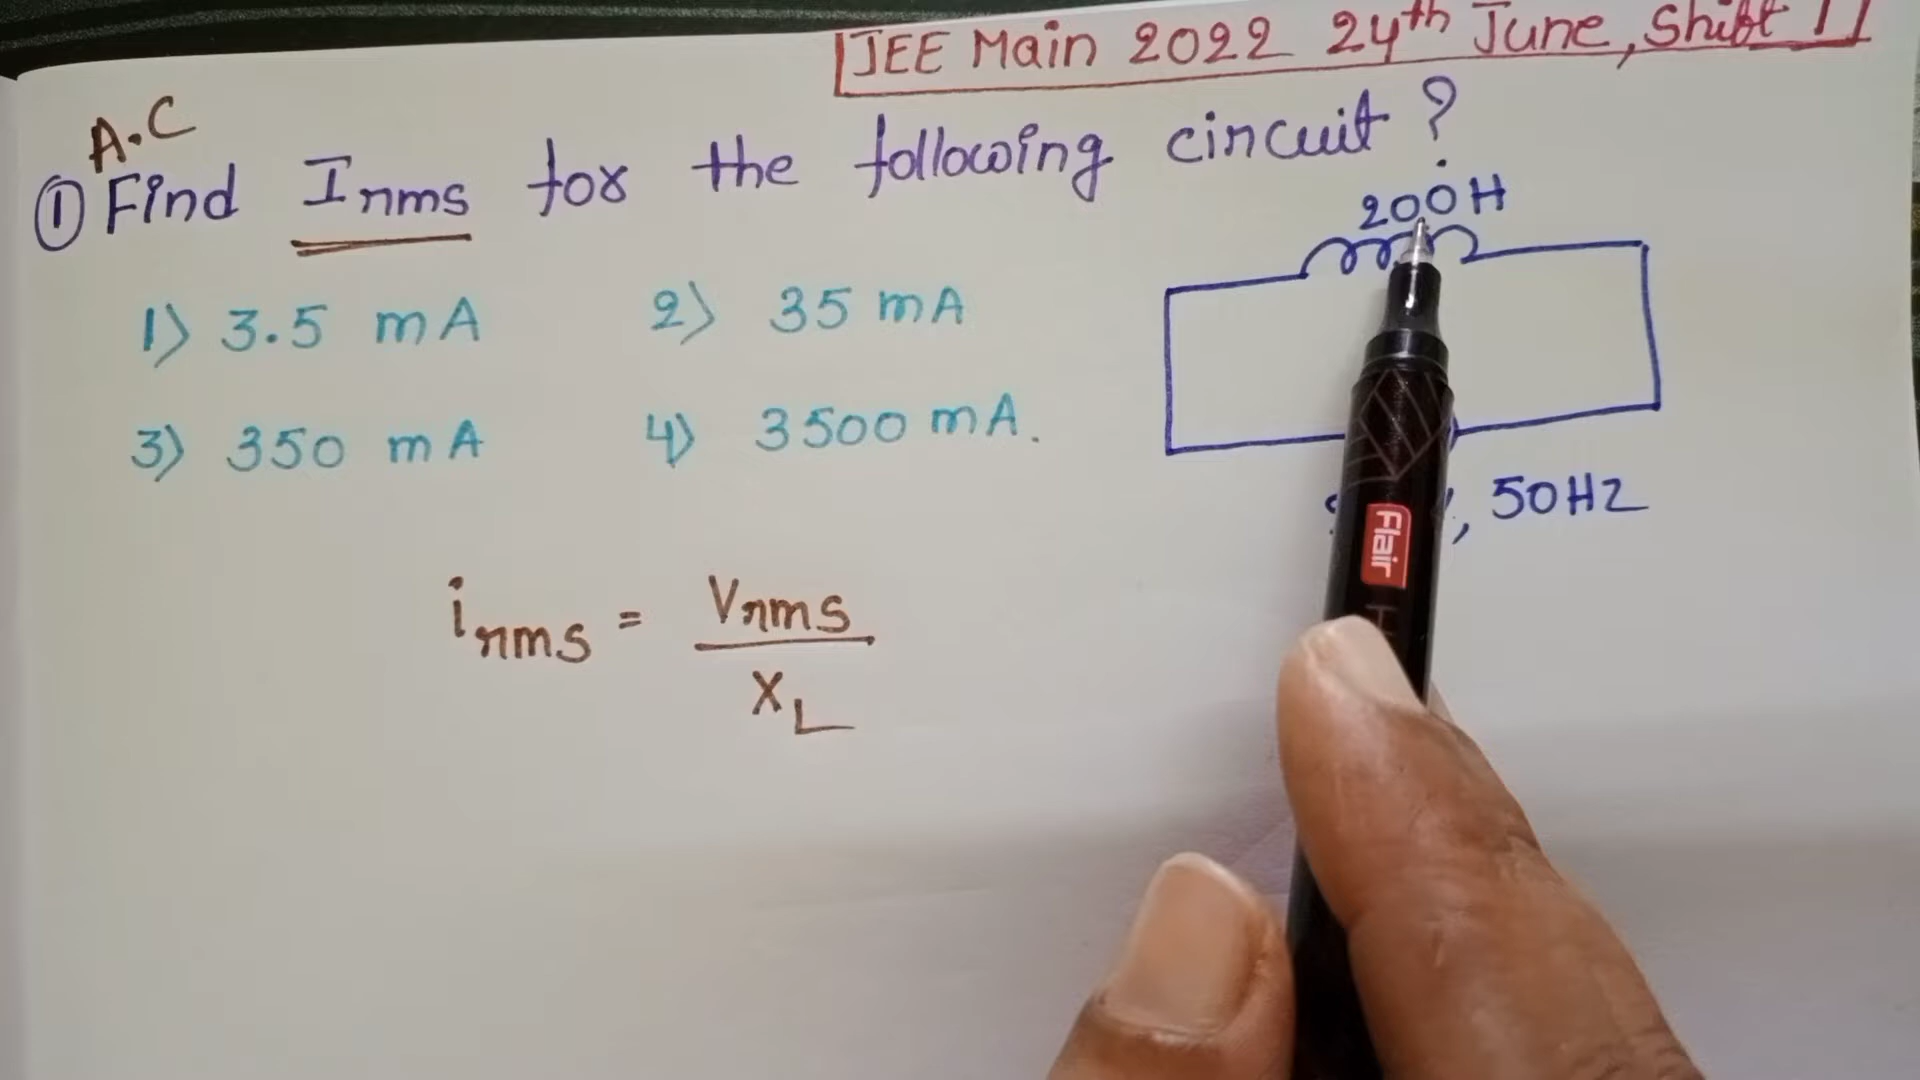 JEE Main 2022 24th June, Shift 1
A.C
① Find Irms for the following circuit?
200H
1) 3.5 mA 2) 35 mA
3) 350 mA 4) 3500 mA.
, 50HZ
irms = Vrms
XL
Flair